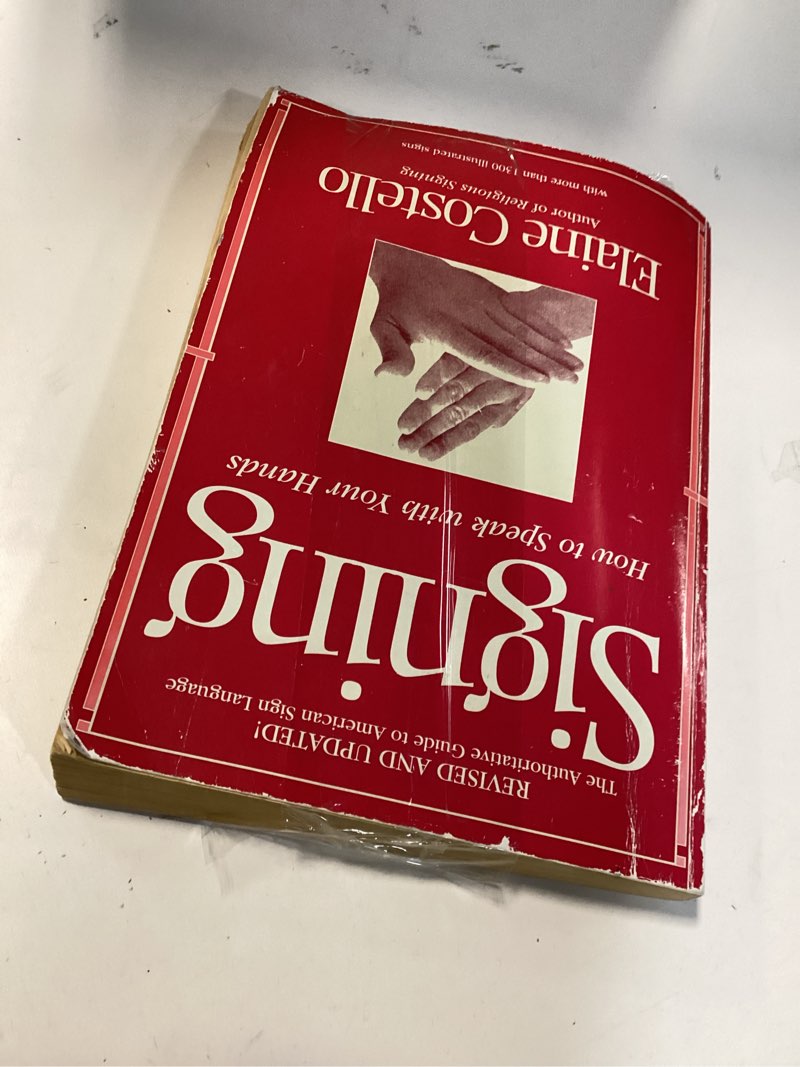 REVISED AND UPDATED!
The Authoritative Guide to American Sign Language
Signing
How to Speak with Your Hands
Elaine Costello
Author of Religious Signing
with more than 1300 illustrated signs